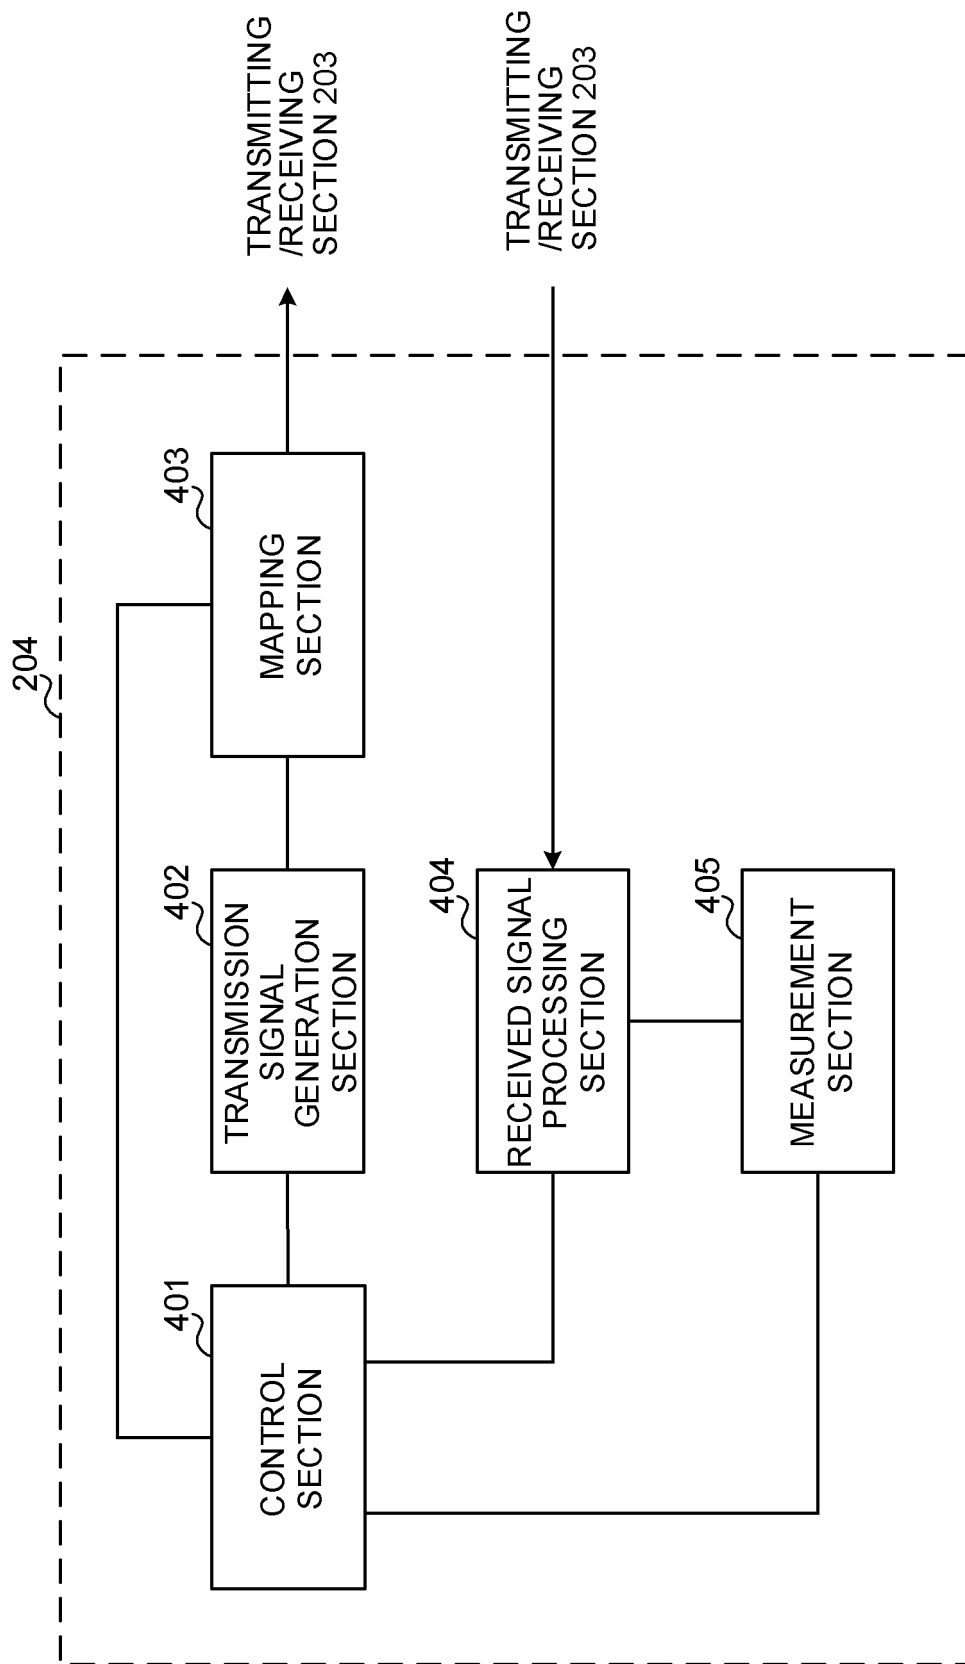 204
401
CONTROL
SECTION
402
TRANSMISSION
SIGNAL
GENERATION
SECTION
403
MAPPING
SECTION
TRANSMITTING
/RECEIVING
SECTION 203
404
RECEIVED SIGNAL
PROCESSING
SECTION
TRANSMITTING
/RECEIVING
SECTION 203
405
MEASUREMENT
SECTION